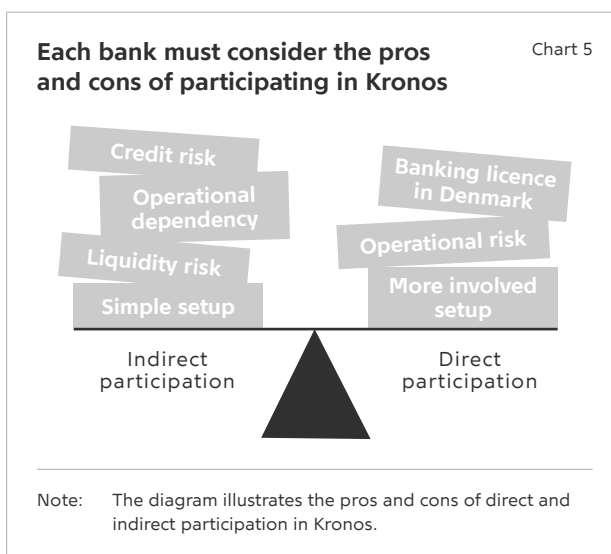 Each bank must consider the pros
and cons of participating in Kronos
Chart 5
Credit risk
Operational
dependency
Liquidity risk
Simple setup
Banking licence
in Denmark
Operational risk
More involved
setup
Indirect
participation
Direct
participation
Note: The diagram illustrates the pros and cons of direct and
indirect participation in Kronos.